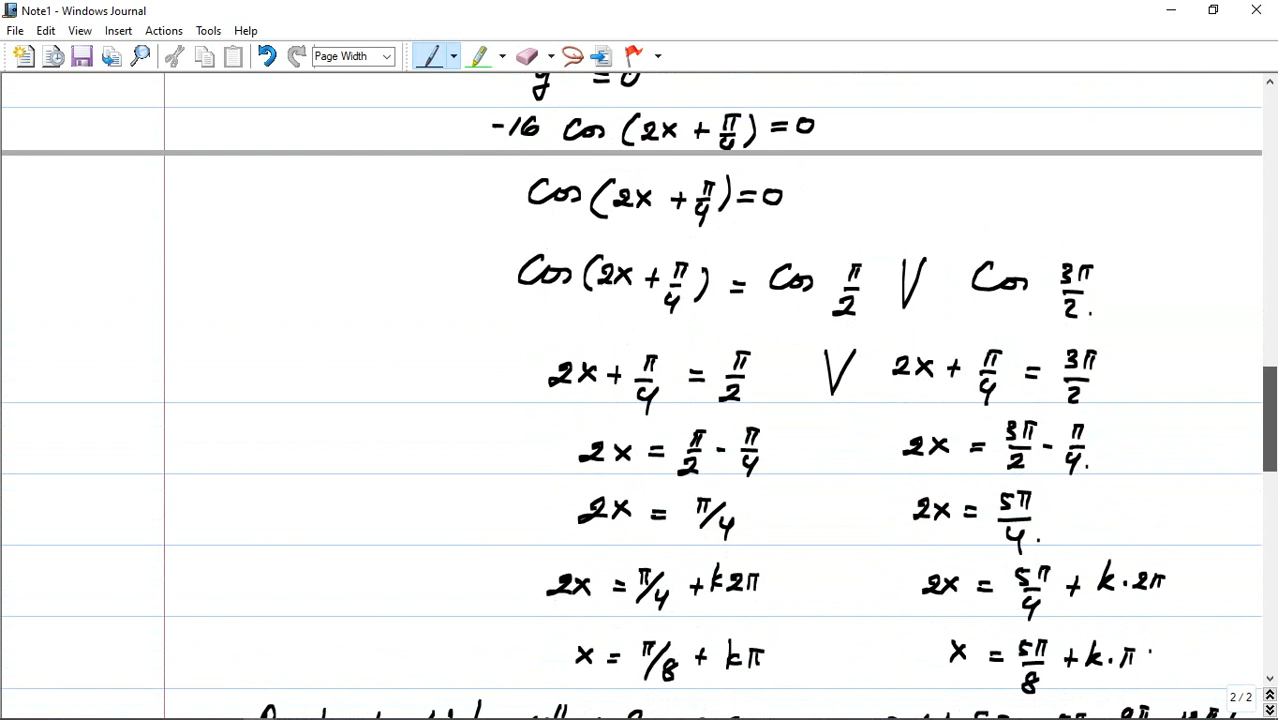 Note1 - Windows Journal
File Edit View Insert Actions Tools Help
Page Width
y = 0
-16 cos (2x + π/4) = 0
Cos (2x + π/4) = 0
Cos (2x + π/4) = Cos π/2 V Cos 3π/2.
2x + π/4 = π/2 V 2x + π/4 = 3π/2
2x = π/2 - π/4 2x = 3π/2 - π/4.
2x = π/4 2x = 5π/4.
2x = π/4 + k2π 2x = 5π/4 + k·2π
x = π/8 + kπ x = 5π/8 + k·π
2 / 2